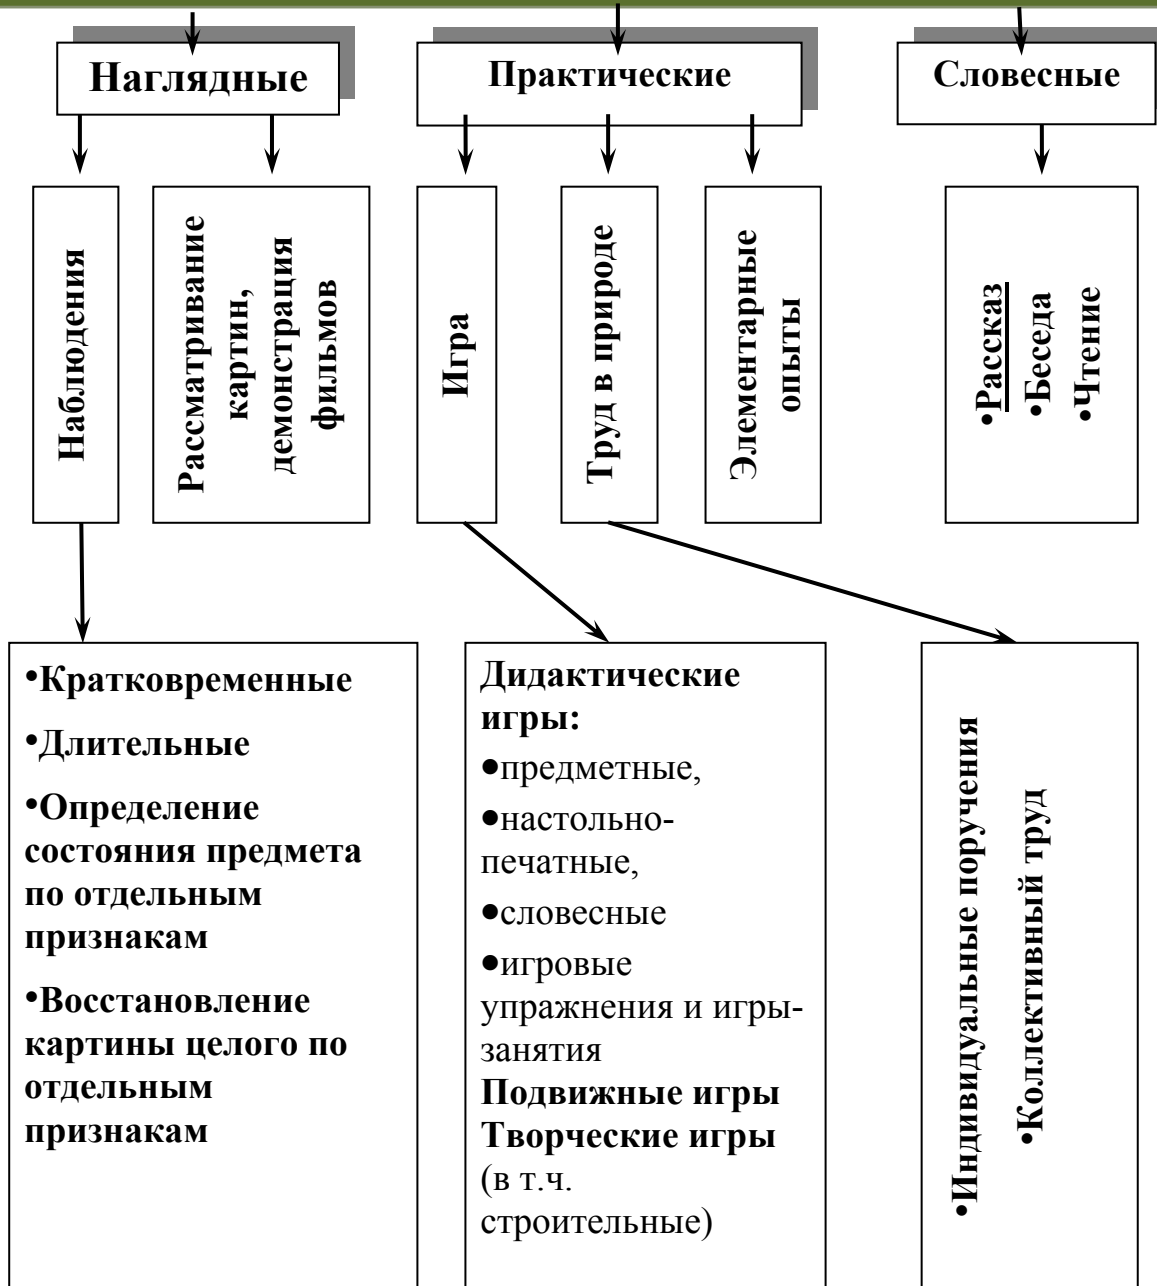 Наглядные
Практические
Словесные
Наблюдения
Рассматривание
картин,
демонстрация
фильмов
Игра
Труд в природе
Элементарные
опыты
•Рассказ
•Беседа
•Чтение
•Кратковременные
•Длительные
•Определение
состояния предмета
по отдельным
признакам
•Восстановление
картины целого по
отдельным
признакам
Дидактические
игры:
●предметные,
●настольно-
печатные,
●словесные
●игровые
упражнения и игры-
занятия
Подвижные игры
Творческие игры
(в т.ч.
строительные)
•Индивидуальные поручения
•Коллективный труд